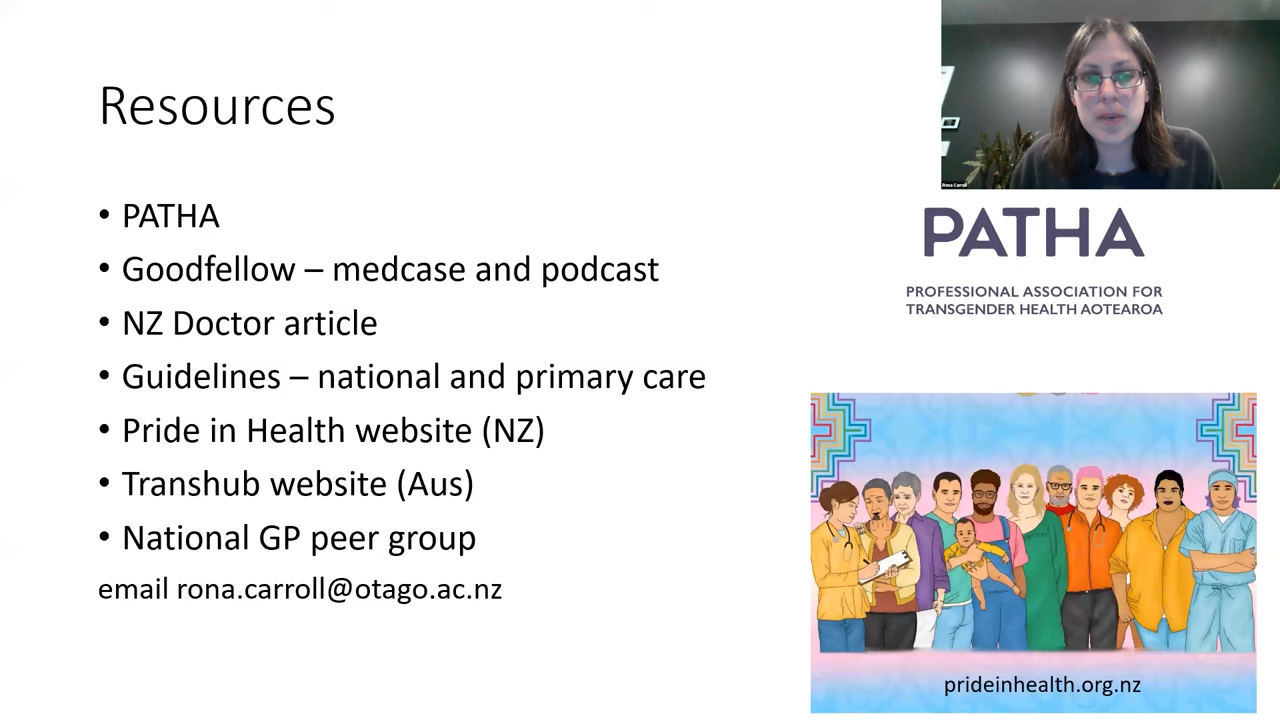 Resources
• PATHA
• Goodfellow – medcase and podcast
• NZ Doctor article
• Guidelines – national and primary care
• Pride in Health website (NZ)
• Transhub website (Aus)
• National GP peer group
email rona.carroll@otago.ac.nz
Rona Carroll
PATHA
PROFESSIONAL ASSOCIATION FOR
TRANSGENDER HEALTH AOTEAROA
prideinhealth.org.nz